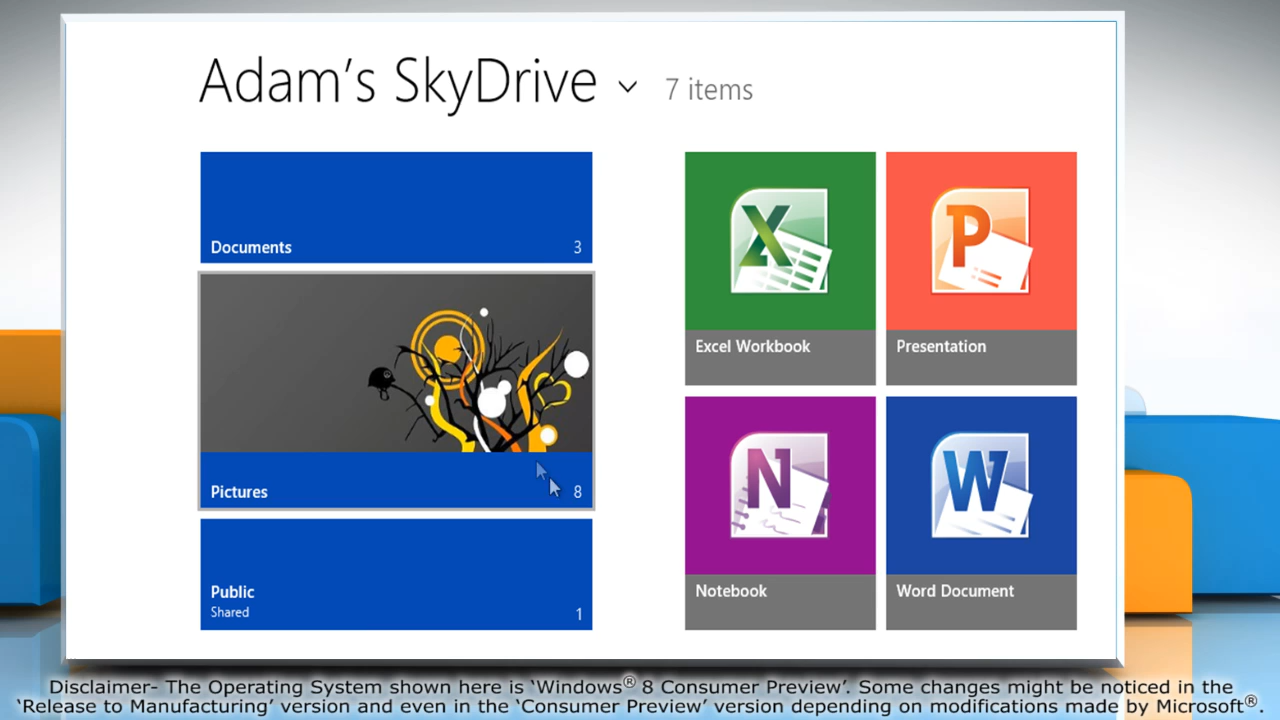 Adam's SkyDrive 7 items
Documents 3
Pictures 8
Public
Shared 1
X
Excel Workbook
P
Presentation
N
Notebook
W
Word Document
Disclaimer- The Operating System shown here is ‘Windows® 8 Consumer Preview’. Some changes might be noticed in the
‘Release to Manufacturing’ version and even in the ‘Consumer Preview’ version depending on modifications made by Microsoft®.